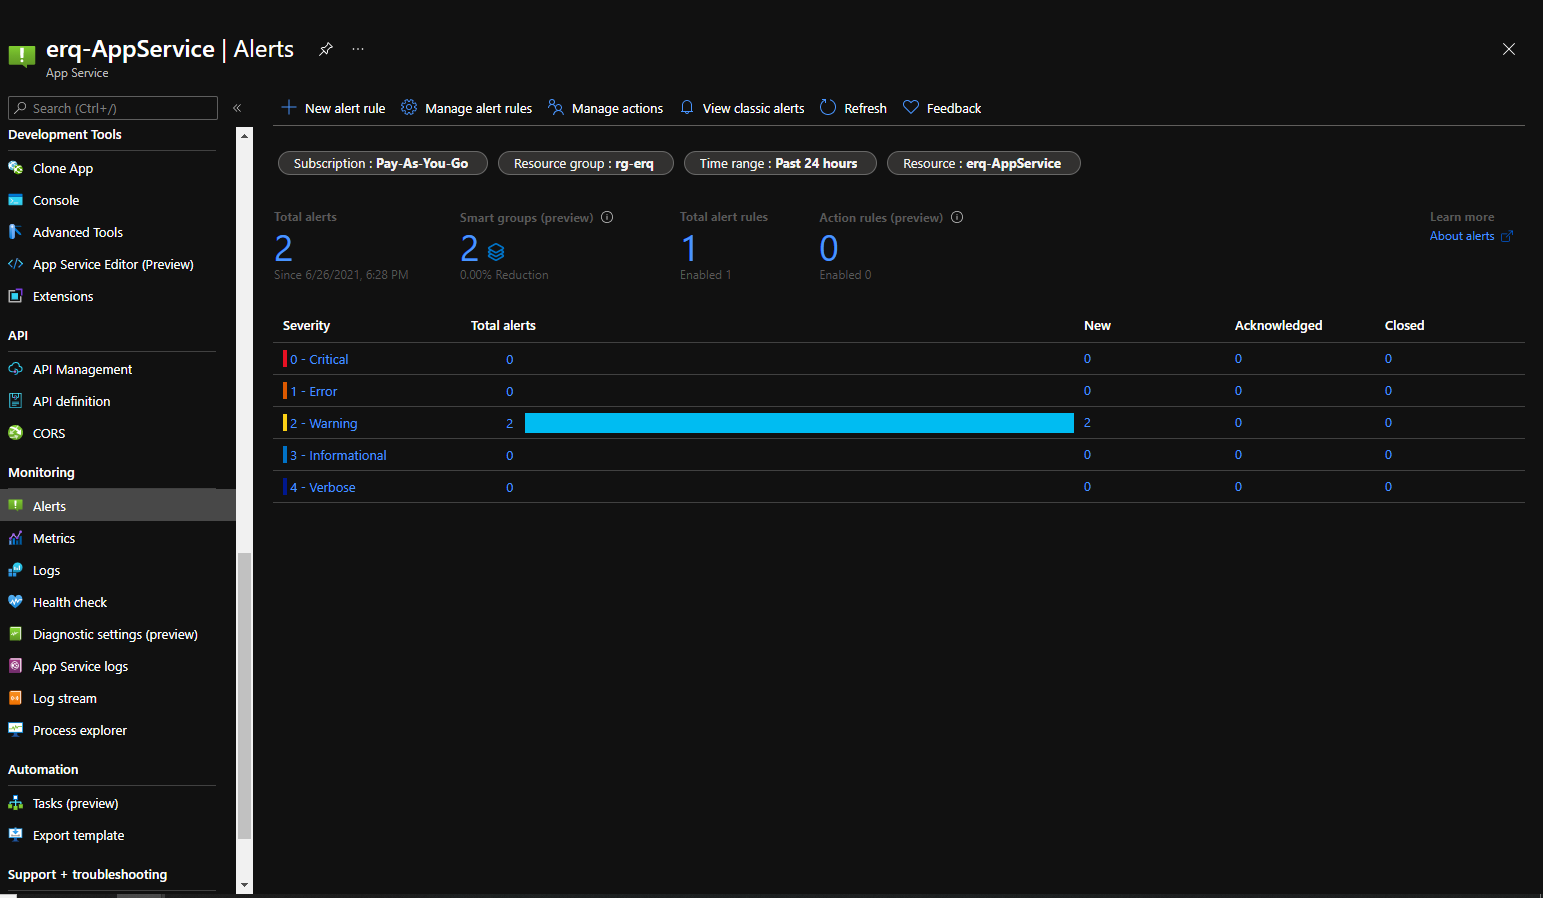 erq-AppService | Alerts
App Service
Search (Ctrl+/)
Development Tools
Clone App
Console
Advanced Tools
App Service Editor (Preview)
Extensions
API
API Management
API definition
CORS
Monitoring
Alerts
Metrics
Logs
Health check
Diagnostic settings (preview)
App Service logs
Log stream
Process explorer
Automation
Tasks (preview)
Export template
Support + troubleshooting
New alert rule Manage alert rules Manage actions View classic alerts Refresh Feedback
Subscription : Pay-As-You-Go Resource group : rg-erq Time range : Past 24 hours Resource : erq-AppService
Total alerts Smart groups (preview) Total alert rules Action rules (preview) Learn more
2 2 1 0 About alerts
Since 6/26/2021, 6:28 PM 0.00% Reduction Enabled 1 Enabled 0
Severity Total alerts New Acknowledged Closed
0 - Critical 0 0 0 0
1 - Error 0 0 0 0
2 - Warning 2 2 0 0
3 - Informational 0 0 0 0
4 - Verbose 0 0 0 0